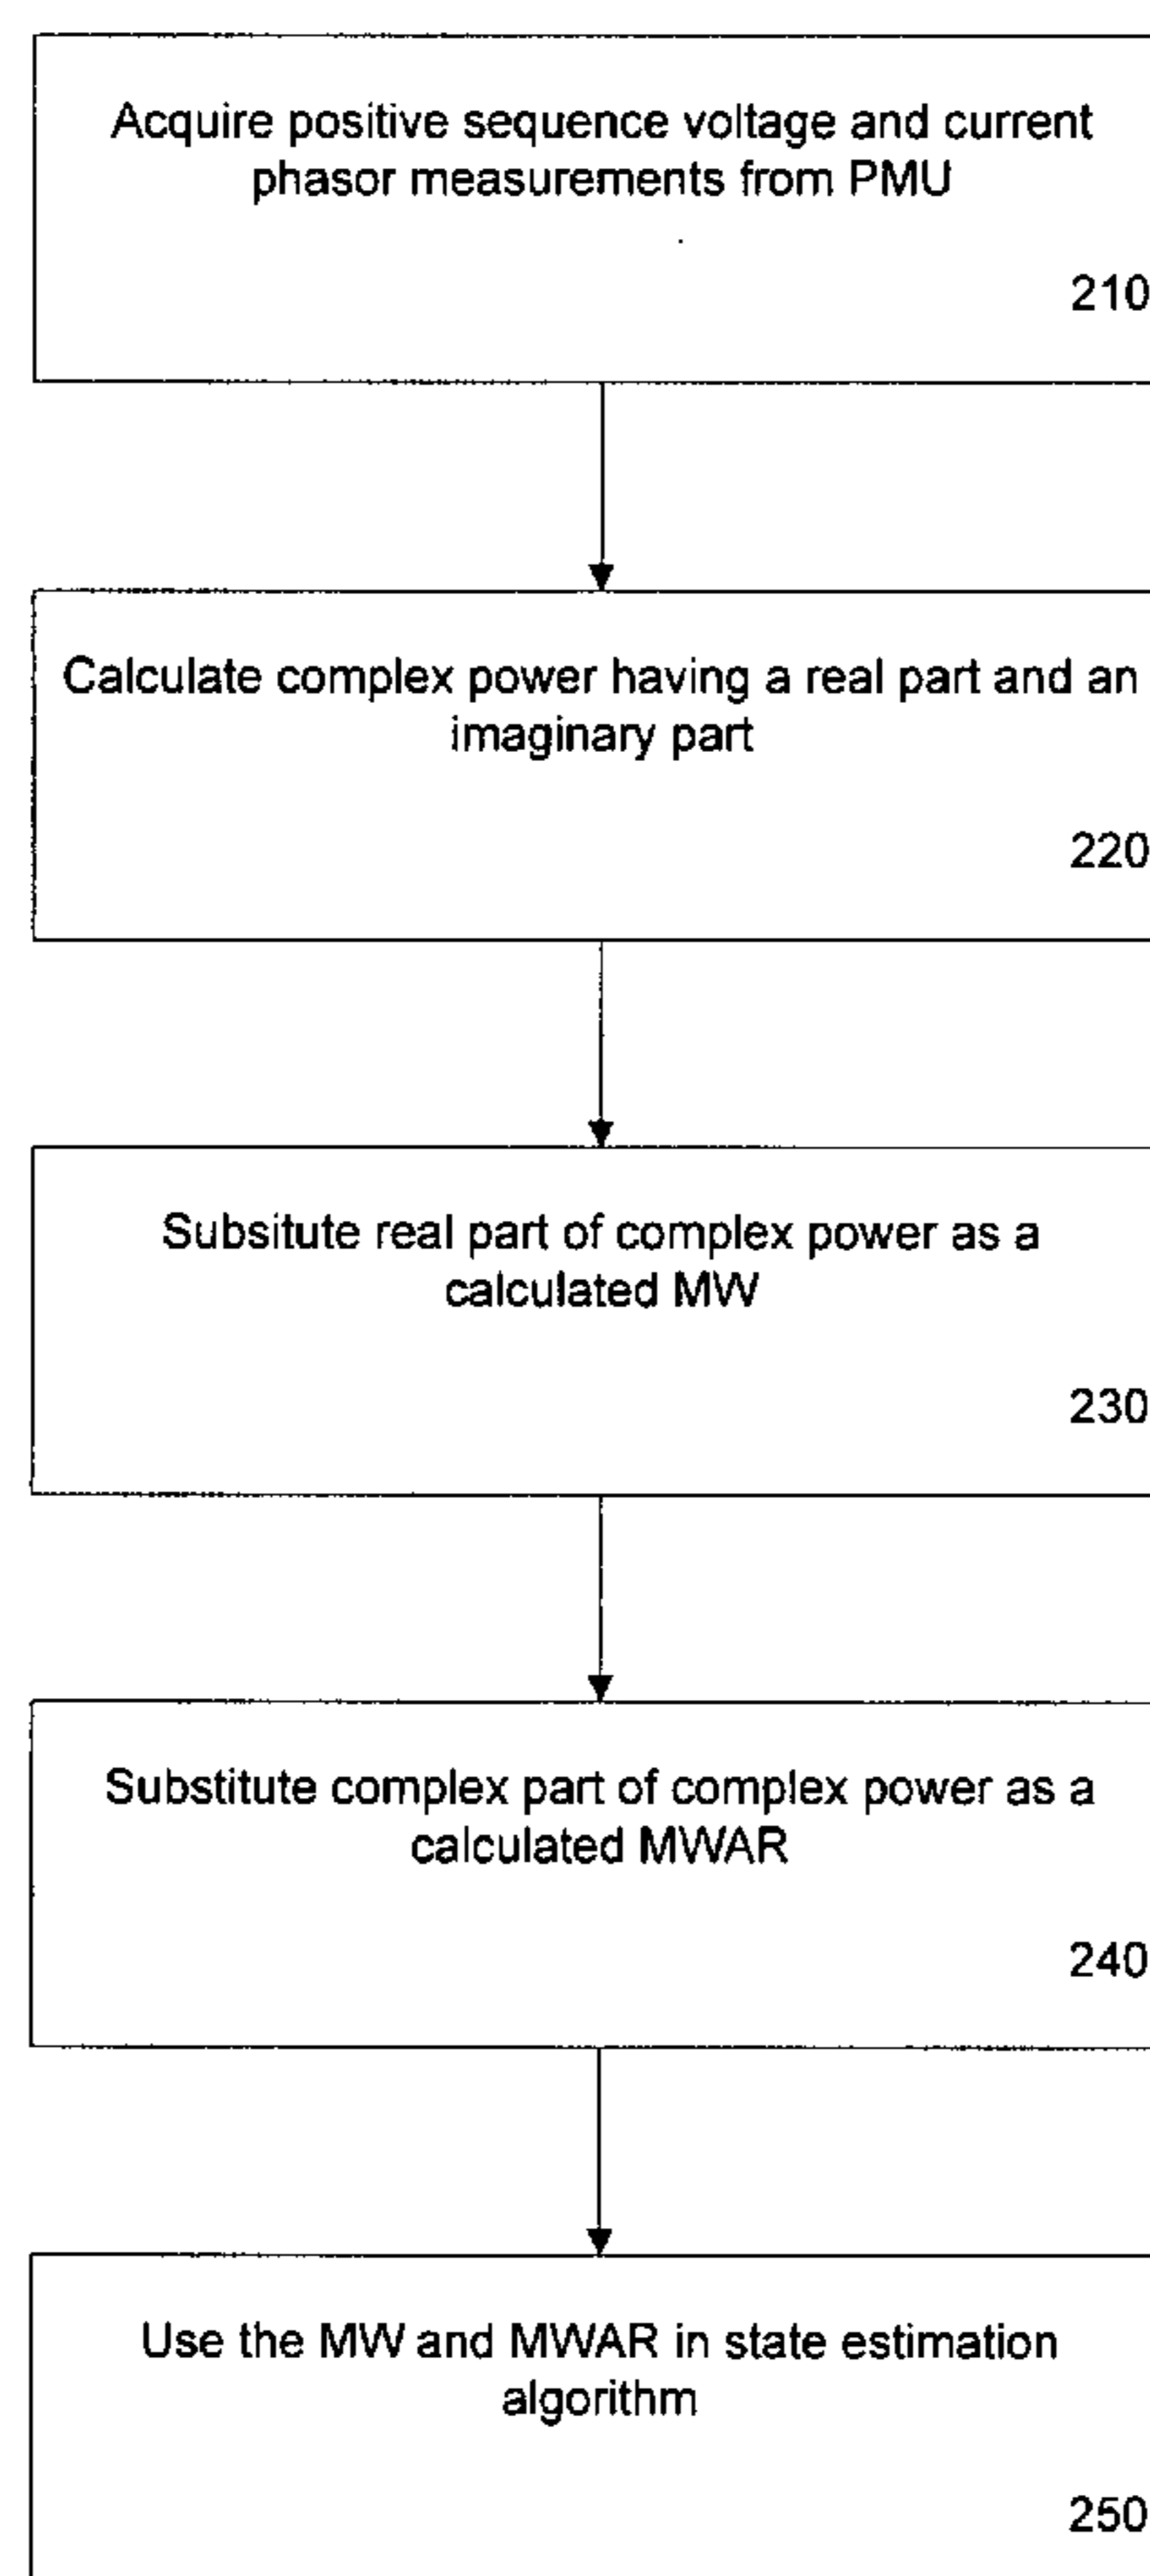 Acquire positive sequence voltage and current
phasor measurements from PMU
210
Calculate complex power having a real part and an
imaginary part
220
Subsitute real part of complex power as a
calculated MW
230
Substitute complex part of complex power as a
calculated MWAR
240
Use the MW and MWAR in state estimation
algorithm
250